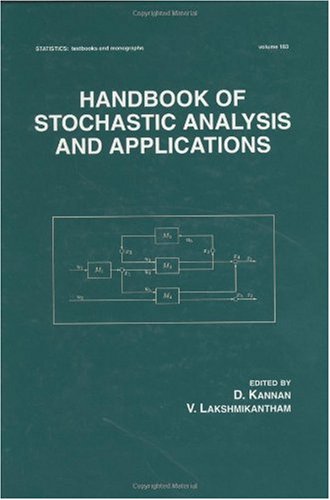 STATISTICS: textbooks and monographs
volume 163
HANDBOOK OF
STOCHASTIC ANALYSIS
AND APPLICATIONS
EDITED BY
D. KANNAN
V. LAKSHMIKANTHAM